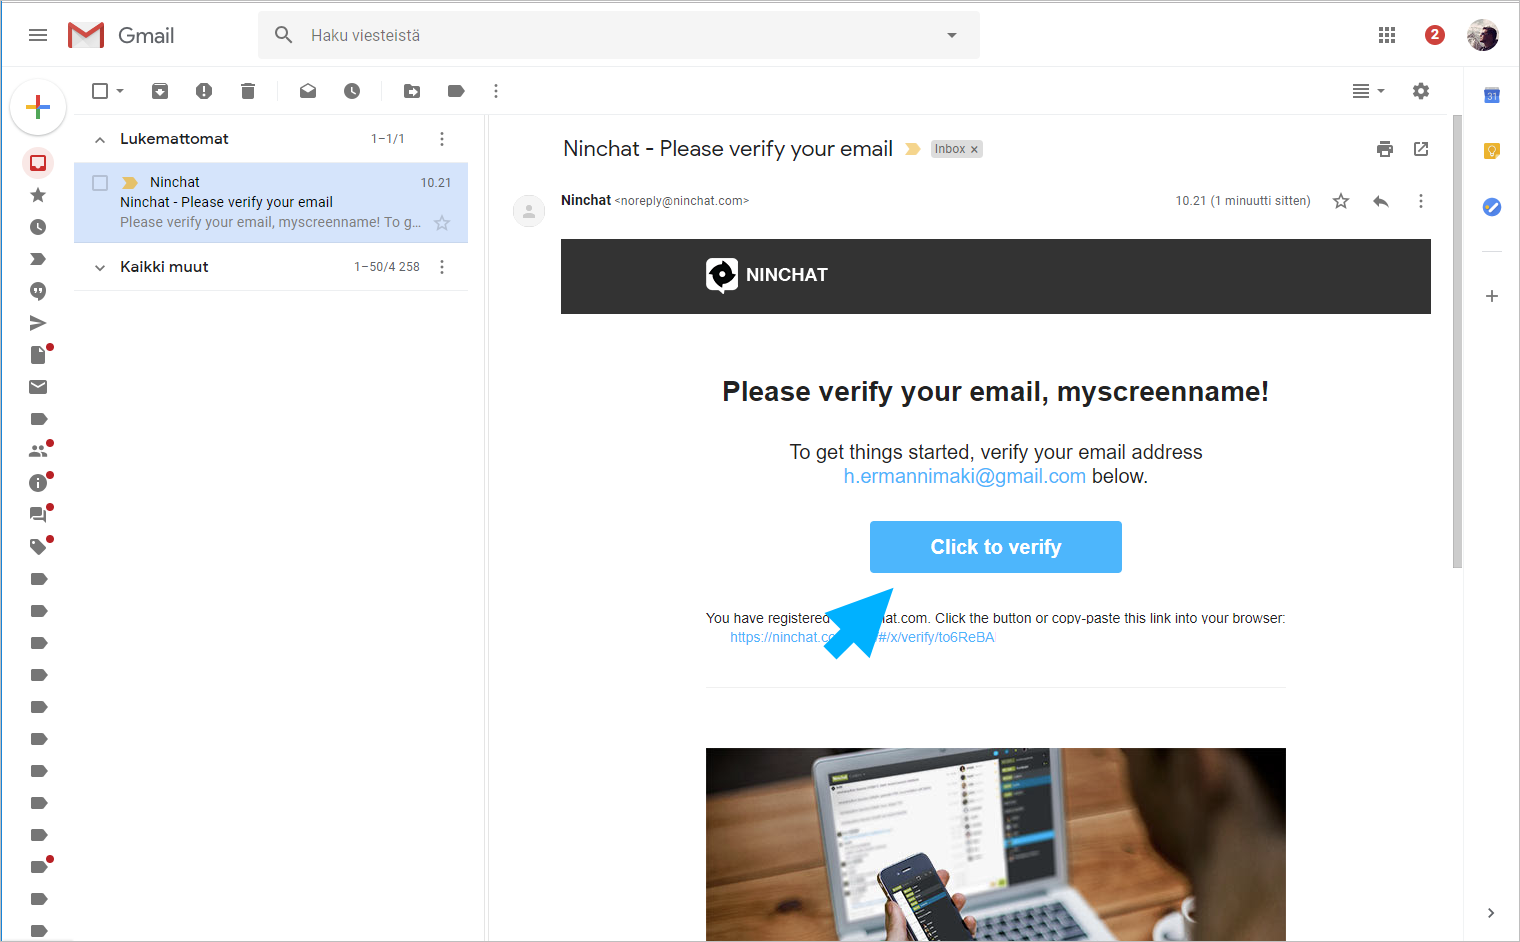 Gmail
Haku viesteistä
2
Lukemattomat
1–1/1
Ninchat
10.21
Ninchat - Please verify your email
Please verify your email, myscreenname! To g...
Kaikki muut
1–50/4 258
Ninchat - Please verify your email
Inbox ×
Ninchat <noreply@ninchat.com>
10.21 (1 minuutti sitten)
31
NINCHAT
Please verify your email, myscreenname!
To get things started, verify your email address
h.ermannimaki@gmail.com below.
Click to verify
You have registered hat.com. Click the button or copy-paste this link into your browser:
https://ninchat.c #/x/verify/to6ReBA